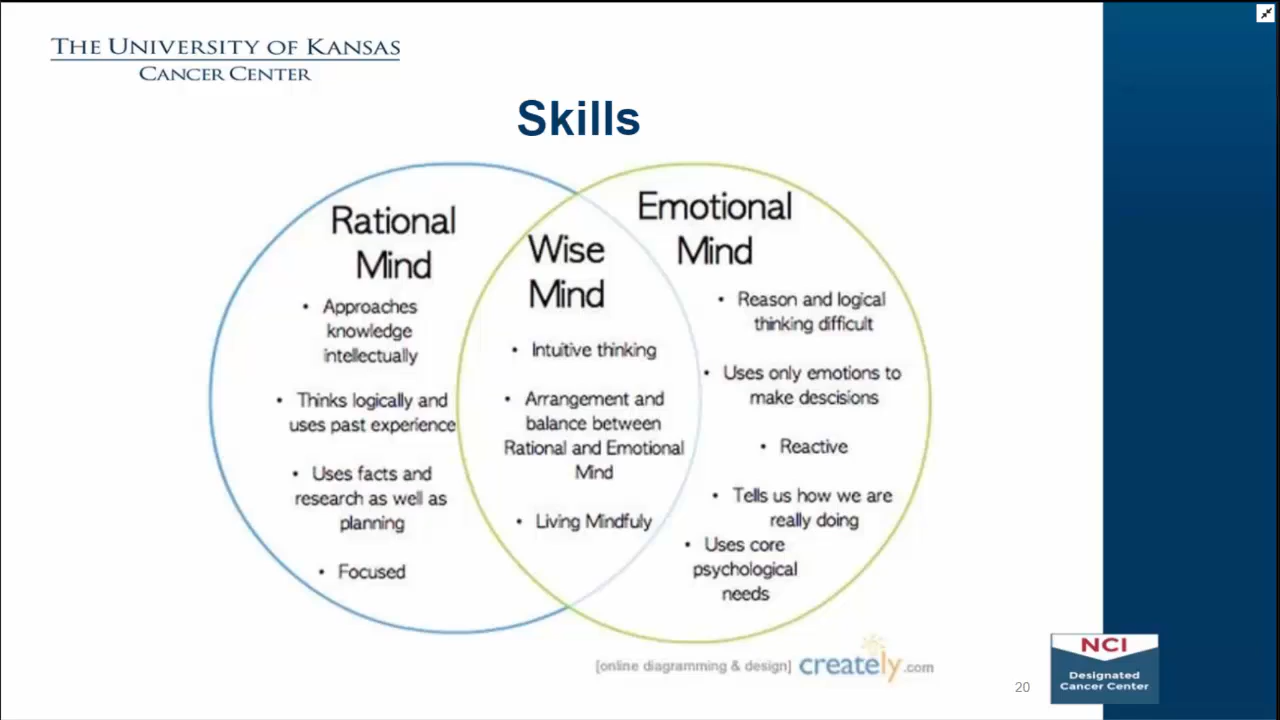 THE UNIVERSITY OF KANSAS
CANCER CENTER
Skills
Rational
Mind
• Approaches
knowledge
intellectually
• Thinks logically and
uses past experience
• Uses facts and
research as well as
planning
• Focused
Wise
Mind
• Intuitive thinking
• Arrangement and
balance between
Rational and Emotional
Mind
• Living Mindfuly
Emotional
Mind
• Reason and logical
thinking difficult
• Uses only emotions to
make descisions
• Reactive
• Tells us how we are
really doing
• Uses core
psychological
needs
[online diagramming & design] creately.com
20
NCI
Designated
Cancer Center